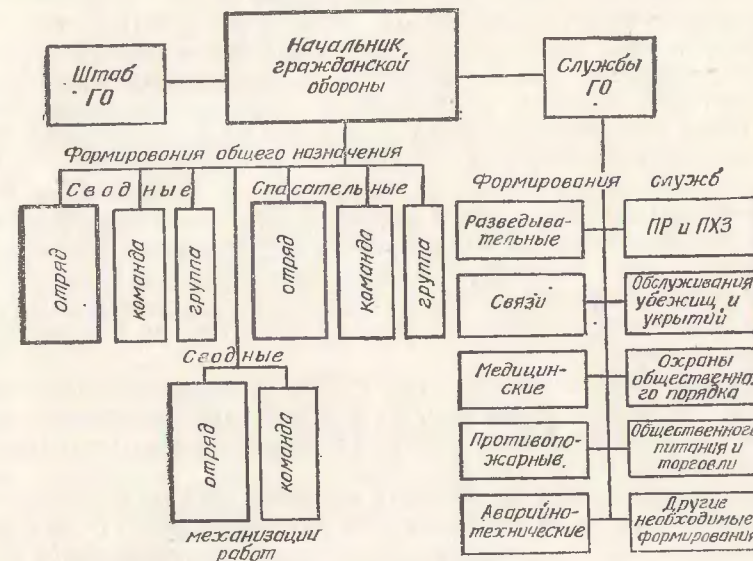 Начальник
гражданской
обороны
Штаб
ГО
Службы
ГО
Формирования общего назначения
Сводные
Спасательные
отряд
команда
группа
отряд
команда
группа
Сводные
отряд
команда
механизации
работ
Формирования служб
Разведыва-
тельные
ПР и ПХЗ
Связи
Обслуживания
убежищ и
укрытий
Медицин-
ские
Охраны
общественна-
го порядка
Противопо-
жарные
Общественного
питания и
торговли
Аварийно-
технические
Другие
необходимые
формирования